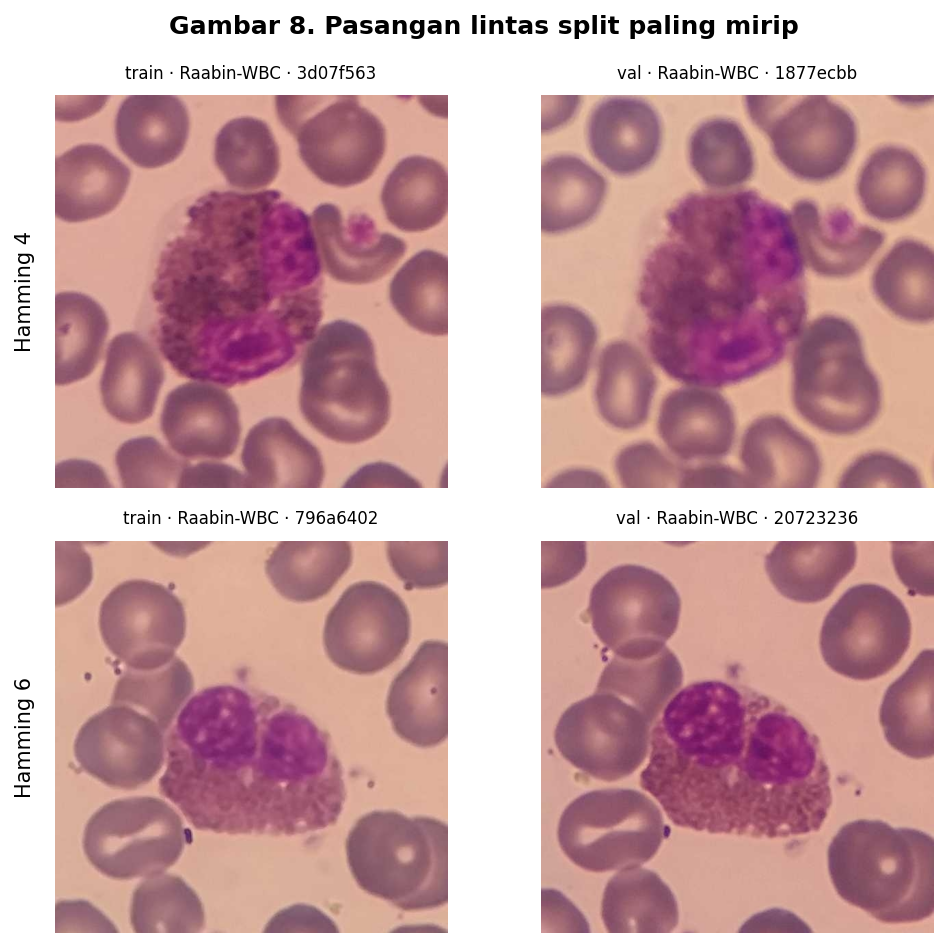 Gambar 8. Pasangan lintas split paling mirip
train · Raabin-WBC · 3d07f563
val · Raabin-WBC · 1877ecbb
Hamming 4
train · Raabin-WBC · 796a6402
val · Raabin-WBC · 20723236
Hamming 6